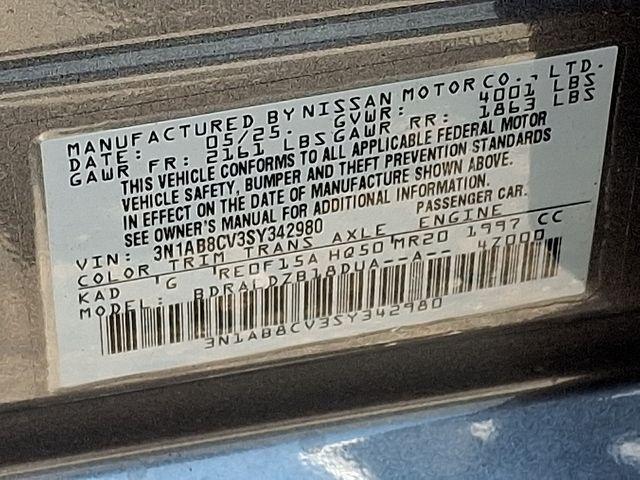 MANUFACTURED BY NISSAN MOTOR CO., LTD.
DATE: 05/25. GVWR: 4001 LBS
GAWR FR: 2161 LBS GAWR RR: 1863 LBS
THIS VEHICLE CONFORMS TO ALL APPLICABLE FEDERAL MOTOR
VEHICLE SAFETY, BUMPER AND THEFT PREVENTION STANDARDS
IN EFFECT ON THE DATE OF MANUFACTURE SHOWN ABOVE.
SEE OWNER'S MANUAL FOR ADDITIONAL INFORMATION.
VIN: 3N1AB8CV3SY342980 PASSENGER CAR.
COLOR TRIM TRANS AXLE ENGINE
KAD G RE0F15A HQ50 MR20 1997 CC
MODEL: BDRALDZB18DUA--A-- 4Z000
3N1AB8CV3SY342980